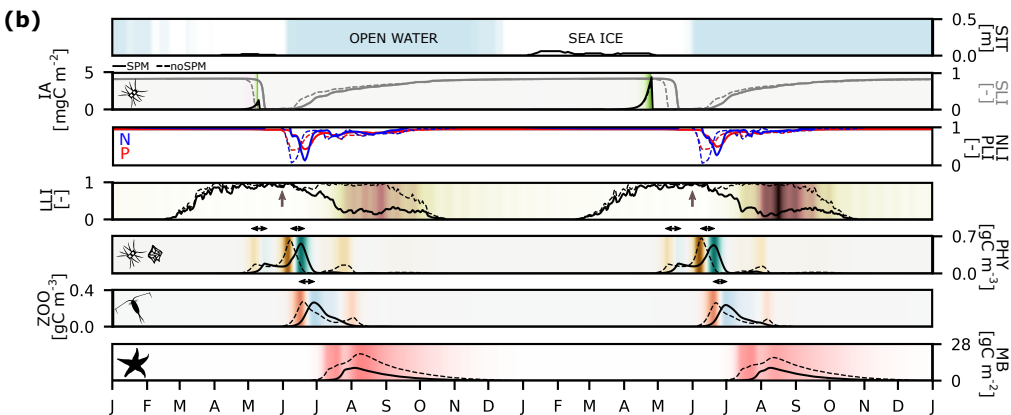 (b)
OPEN WATER
SEA ICE
0.5
0.0
SIT
[m]
SPM
noSPM
IA
[mgC m⁻²]
5
0
1
0
SLI
[-]
N
P
1
0
NLI
PLI
[-]
LLI
[-]
1
0
0.7
0.0
PHY
[gC m⁻³]
ZOO
[gC m⁻³]
0.4
0.0
28
0
MB
[gC m⁻²]
J F M A M J J A S O N D J F M A M J J A S O N D J